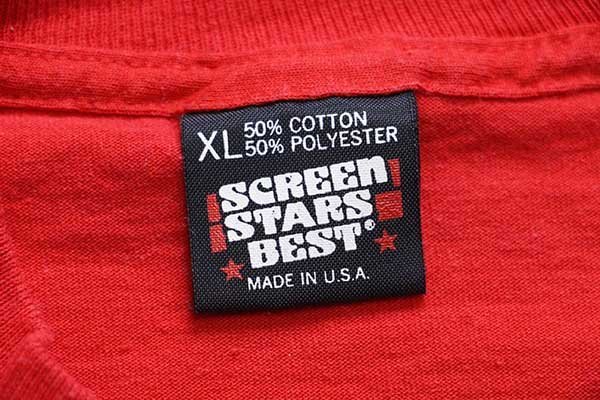 XL 50% COTTON
50% POLYESTER
SCREEN
STARS
BEST®
MADE IN U.S.A.